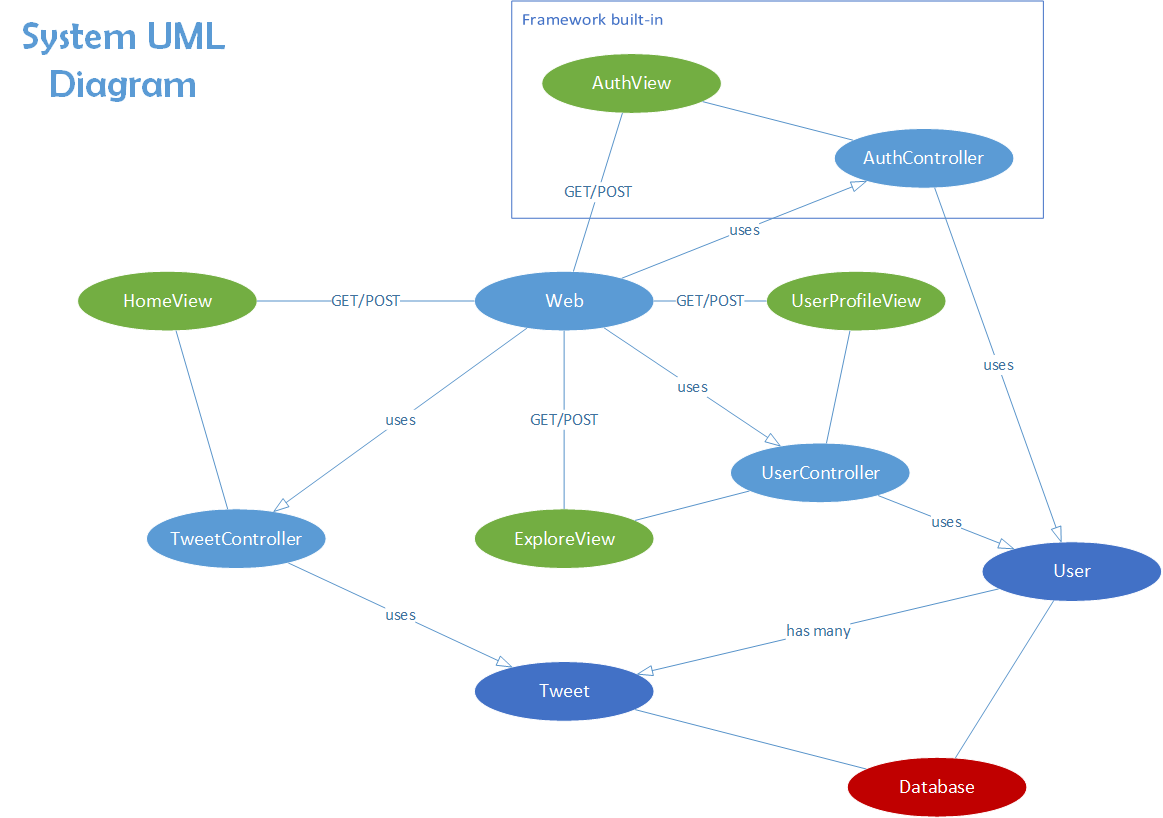 System UML
Diagram
Framework built-in
AuthView
AuthController
GET/POST
uses
HomeView
GET/POST
Web
GET/POST
UserProfileView
uses
uses
uses
GET/POST
UserController
uses
TweetController
ExploreView
User
uses
has many
Tweet
Database